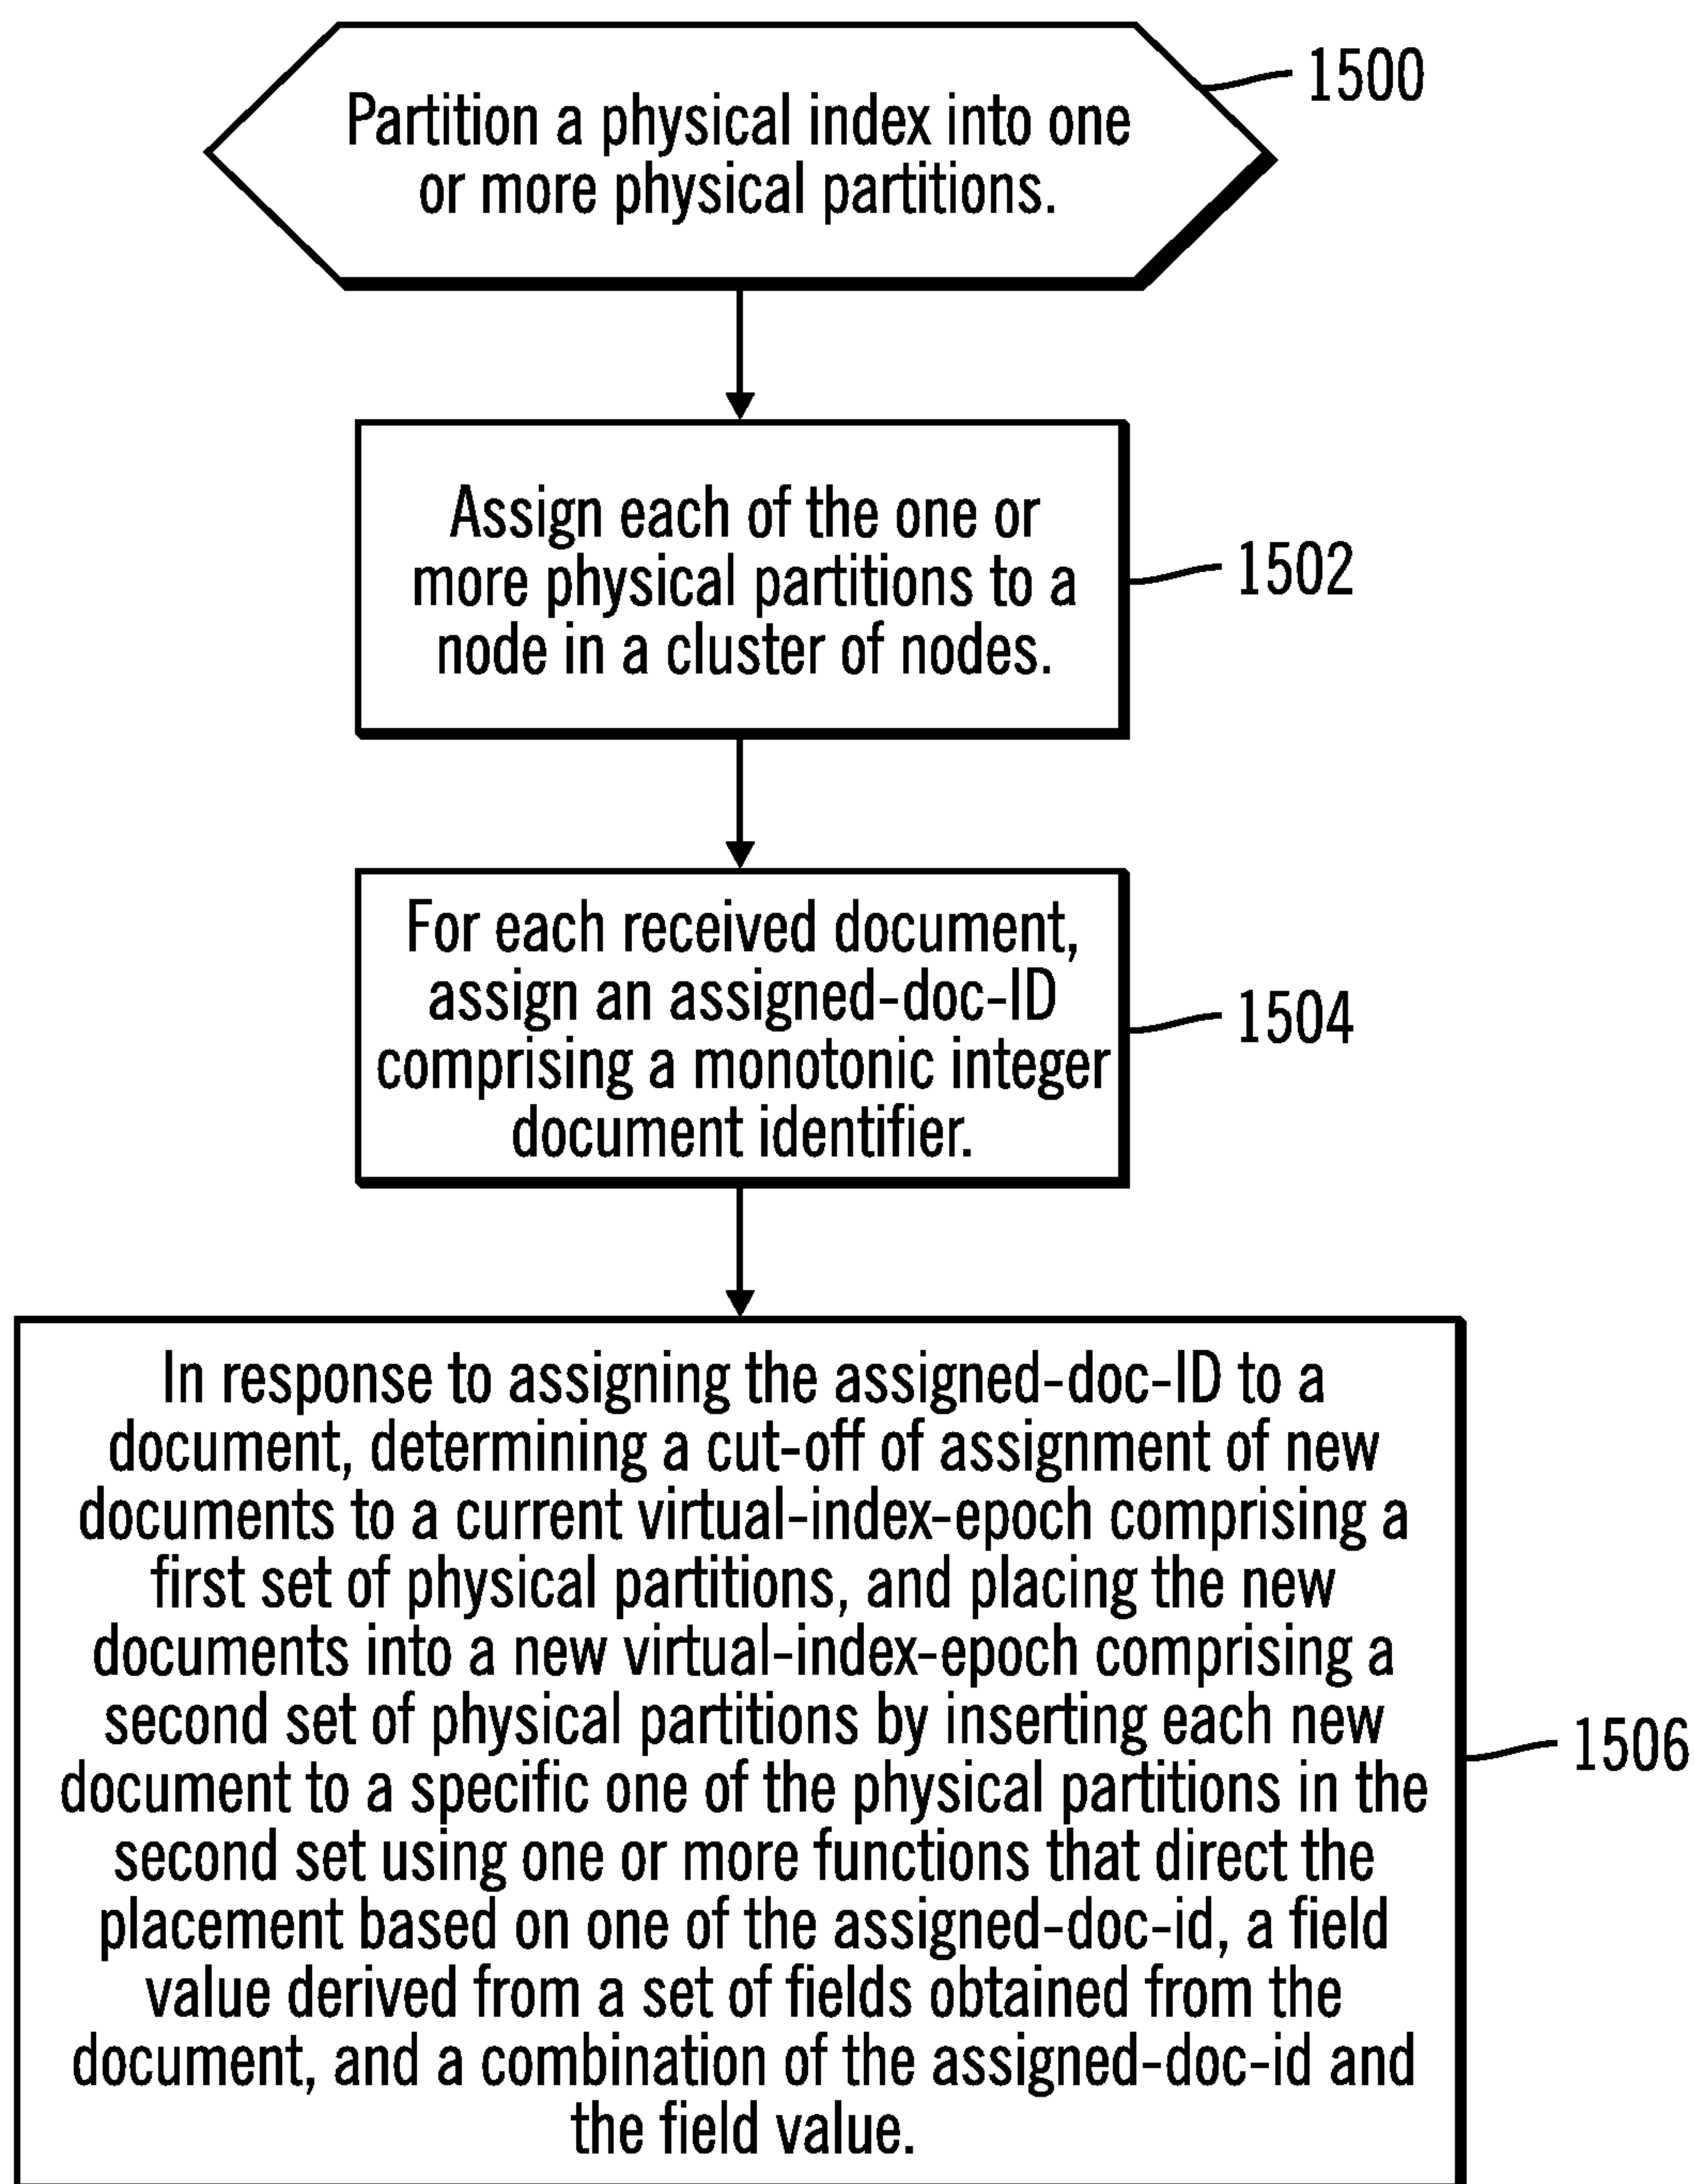 Partition a physical index into one
or more physical partitions.
1500
Assign each of the one or
more physical partitions to a
node in a cluster of nodes.
1502
For each received document,
assign an assigned-doc-ID
comprising a monotonic integer
document identifier.
1504
In response to assigning the assigned-doc-ID to a
document, determining a cut-off of assignment of new
documents to a current virtual-index-epoch comprising a
first set of physical partitions, and placing the new
documents into a new virtual-index-epoch comprising a
second set of physical partitions by inserting each new
document to a specific one of the physical partitions in the
second set using one or more functions that direct the
placement based on one of the assigned-doc-id, a field
value derived from a set of fields obtained from the
document, and a combination of the assigned-doc-id and
the field value.
1506